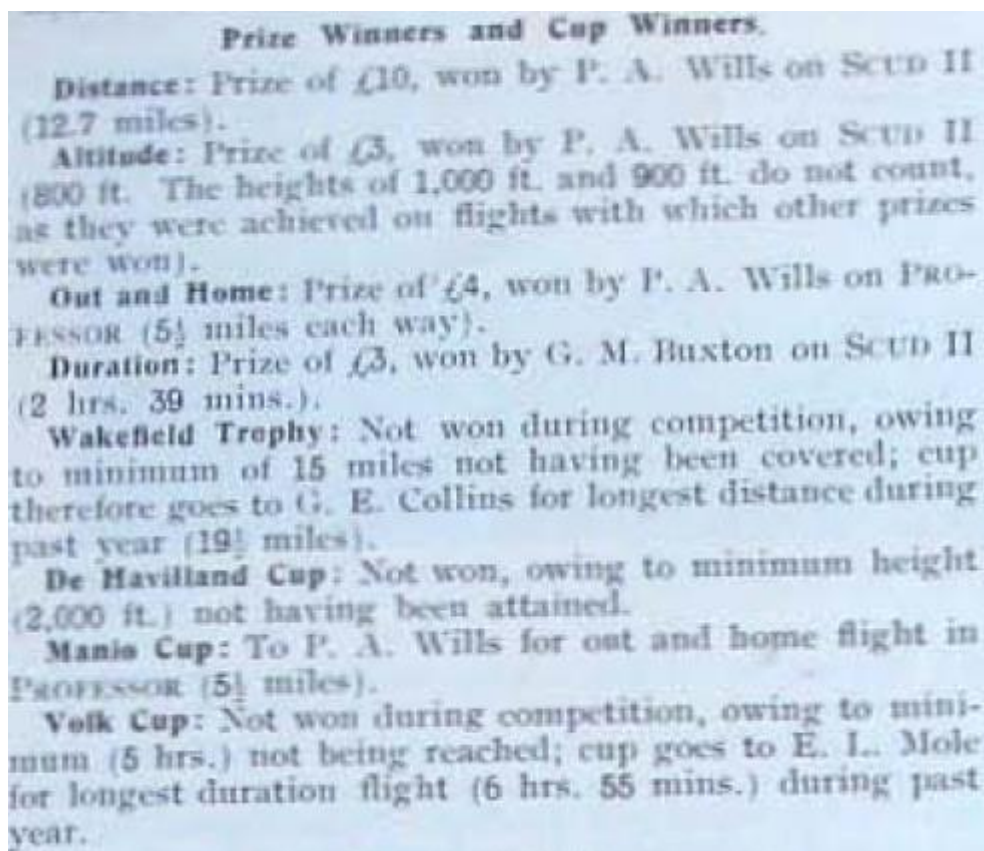 Prize Winners and Cup Winners.
Distance: Prize of £10, won by P. A. Wills on SCUD II
(12.7 miles).
Altitude: Prize of £3, won by P. A. Wills on SCUD II
(800 ft. The heights of 1,000 ft. and 900 ft. do not count,
as they were achieved on flights with which other prizes
were won).
Out and Home: Prize of £4, won by P. A. Wills on PRO-
FESSOR (5½ miles each way).
Duration: Prize of £3, won by G. M. Buxton on SCUD II
(2 hrs. 39 mins.).
Wakefield Trophy: Not won during competition, owing
to minimum of 15 miles not having been covered; cup
therefore goes to G. E. Collins for longest distance during
past year (19½ miles).
De Havilland Cup: Not won, owing to minimum height
(2,000 ft.) not having been attained.
Manio Cup: To P. A. Wills for out and home flight in
PROFESSOR (5½ miles).
Volk Cup: Not won during competition, owing to mini-
mum (5 hrs.) not being reached; cup goes to E. L. Mole
for longest duration flight (6 hrs. 55 mins.) during past
year.